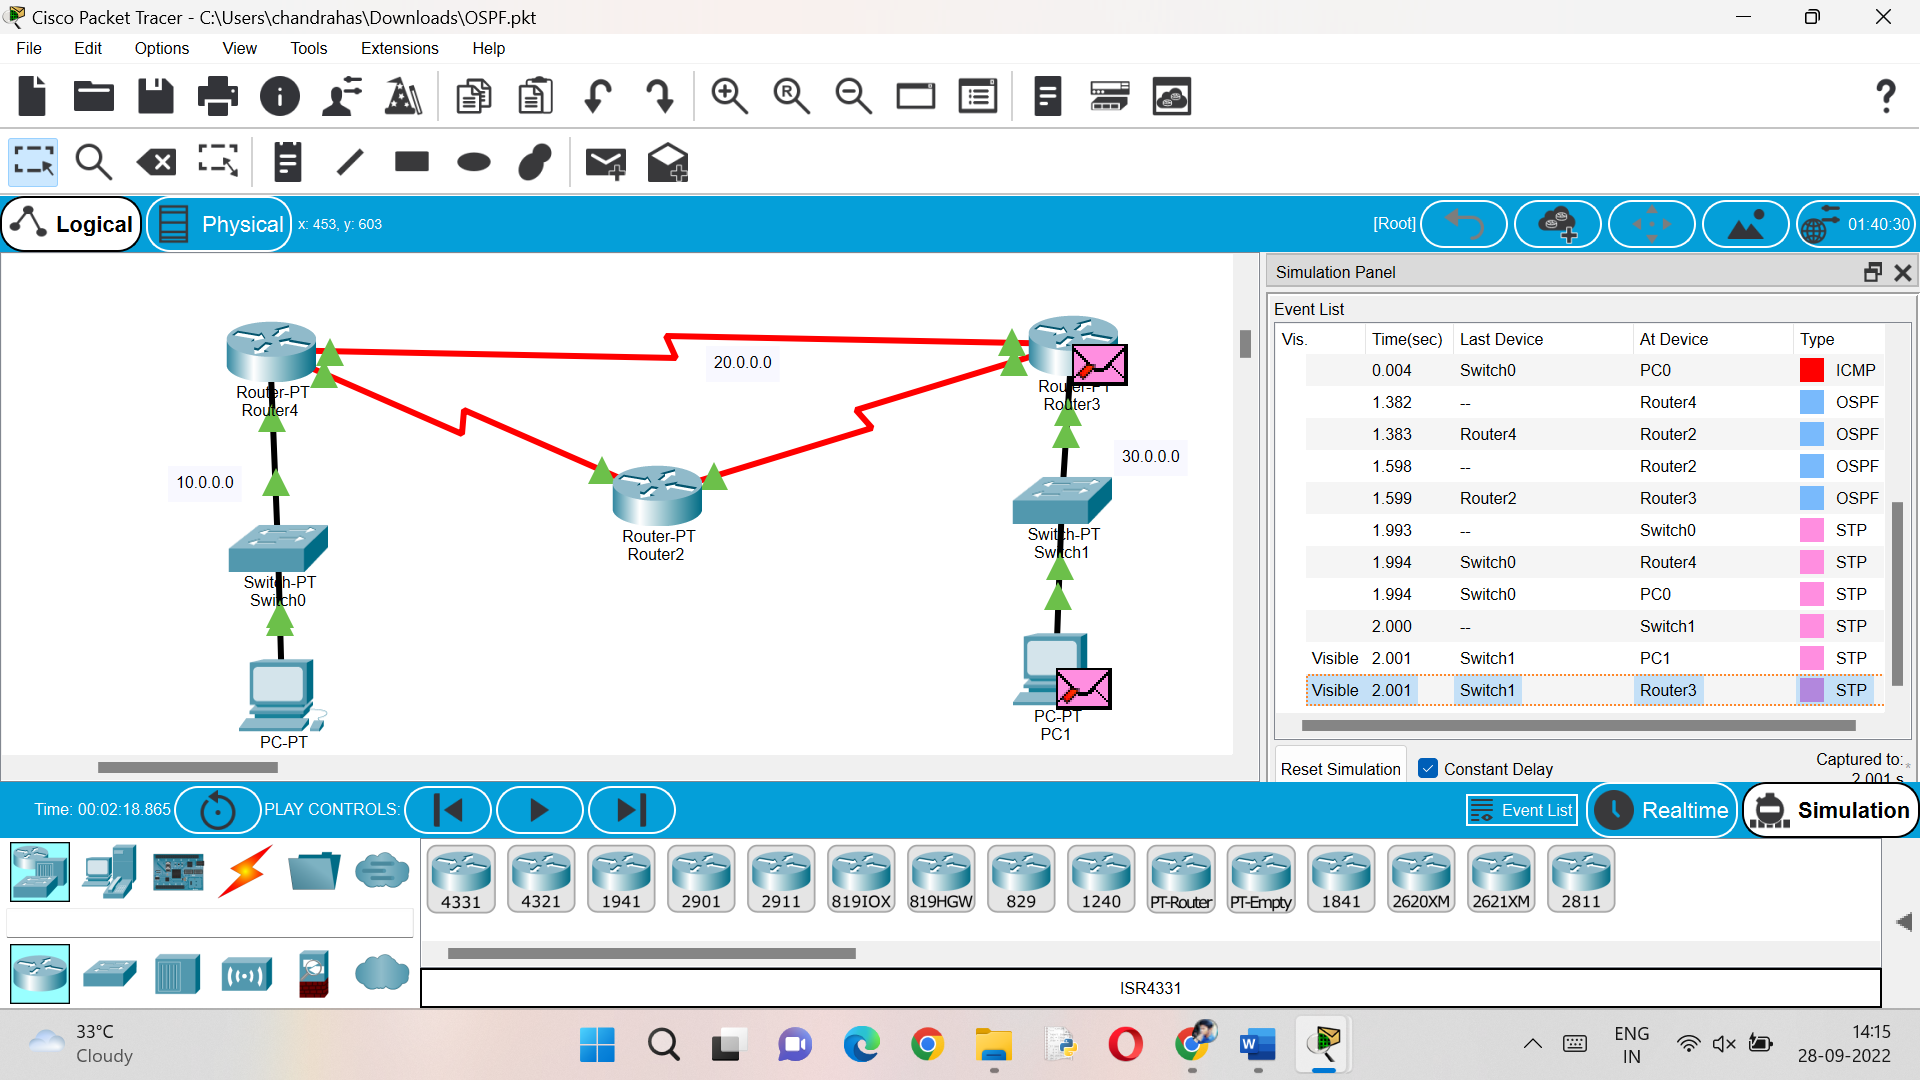 Cisco Packet Tracer - C:\Users\chandrahas\Downloads\OSPF.pkt
File Edit Options View Tools Extensions Help
Logical Physical x: 453, y: 603 [Root] 01:40:30
Simulation Panel
Event List
Vis. Time(sec) Last Device At Device Type
0.004 Switch0 PC0 ICMP
1.382 -- Router4 OSPF
1.383 Router4 Router2 OSPF
1.598 -- Router2 OSPF
1.599 Router2 Router3 OSPF
1.993 -- Switch0 STP
1.994 Switch0 Router4 STP
1.994 Switch0 PC0 STP
2.000 -- Switch1 STP
Visible 2.001 Switch1 PC1 STP
Visible 2.001 Switch1 Router3 STP
Reset Simulation Constant Delay Captured to:
2.001 s
20.0.0.0
Router-PT
Router4
Router-PT
Router3
10.0.0.0
30.0.0.0
Router-PT
Router2
Switch-PT
Switch0
Switch-PT
Switch1
PC-PT
PC-PT
PC1
Time: 00:02:18.865 PLAY CONTROLS: Event List Realtime Simulation
4331 4321 1941 2901 2911 819IOX 819HGW 829 1240 PT-Router PT-Empty 1841 2620XM 2621XM 2811
ISR4331
33°C
Cloudy
ENG
IN
14:15
28-09-2022